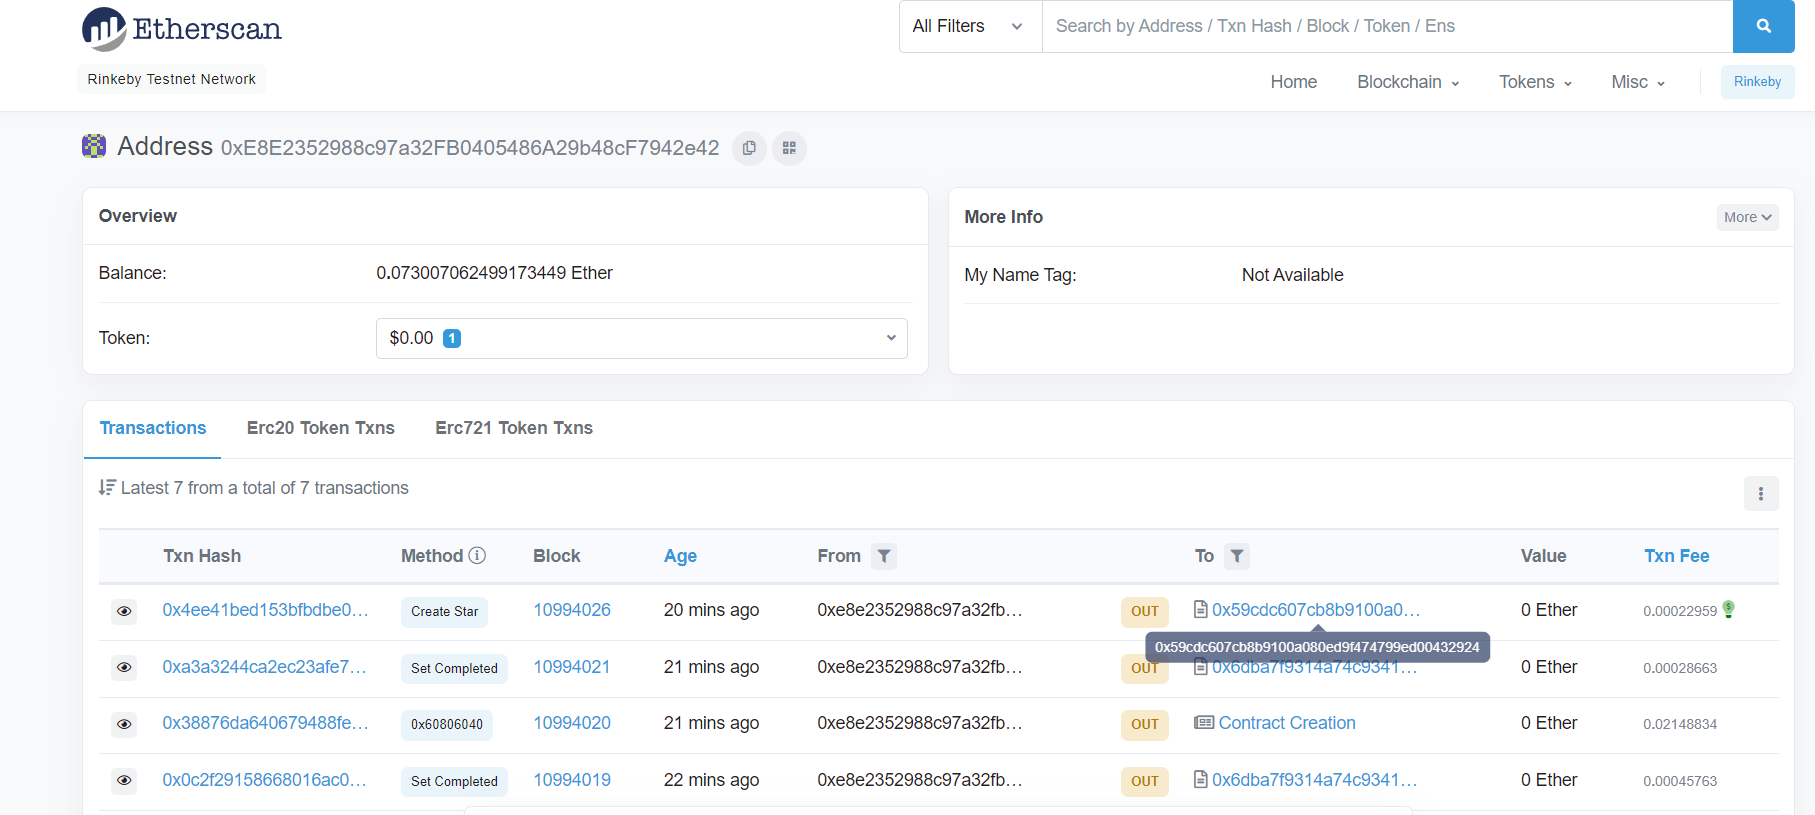 Etherscan
All Filters
Search by Address / Txn Hash / Block / Token / Ens
Rinkeby Testnet Network
Home Blockchain Tokens Misc Rinkeby
Address 0xE8E2352988c97a32FB0405486A29b48cF7942e42
Overview
Balance: 0.073007062499173449 Ether
Token: $0.00 1
More Info More
My Name Tag: Not Available
Transactions Erc20 Token Txns Erc721 Token Txns
Latest 7 from a total of 7 transactions
Txn Hash Method Block Age From To Value Txn Fee
0x4ee41bed153bfbdbe0... Create Star 10994026 20 mins ago 0xe8e2352988c97a32fb... OUT 0x59cdc607cb8b9100a0... 0 Ether 0.00022959
0x59cdc607cb8b9100a080ed9f474799ed00432924
0xa3a3244ca2ec23afe7... Set Completed 10994021 21 mins ago 0xe8e2352988c97a32fb... OUT 0x6dba7f9314a74c9341... 0 Ether 0.00028663
0x38876da640679488fe... 0x60806040 10994020 21 mins ago 0xe8e2352988c97a32fb... OUT Contract Creation 0 Ether 0.02148834
0x0c2f29158668016ac0... Set Completed 10994019 22 mins ago 0xe8e2352988c97a32fb... OUT 0x6dba7f9314a74c9341... 0 Ether 0.00045763